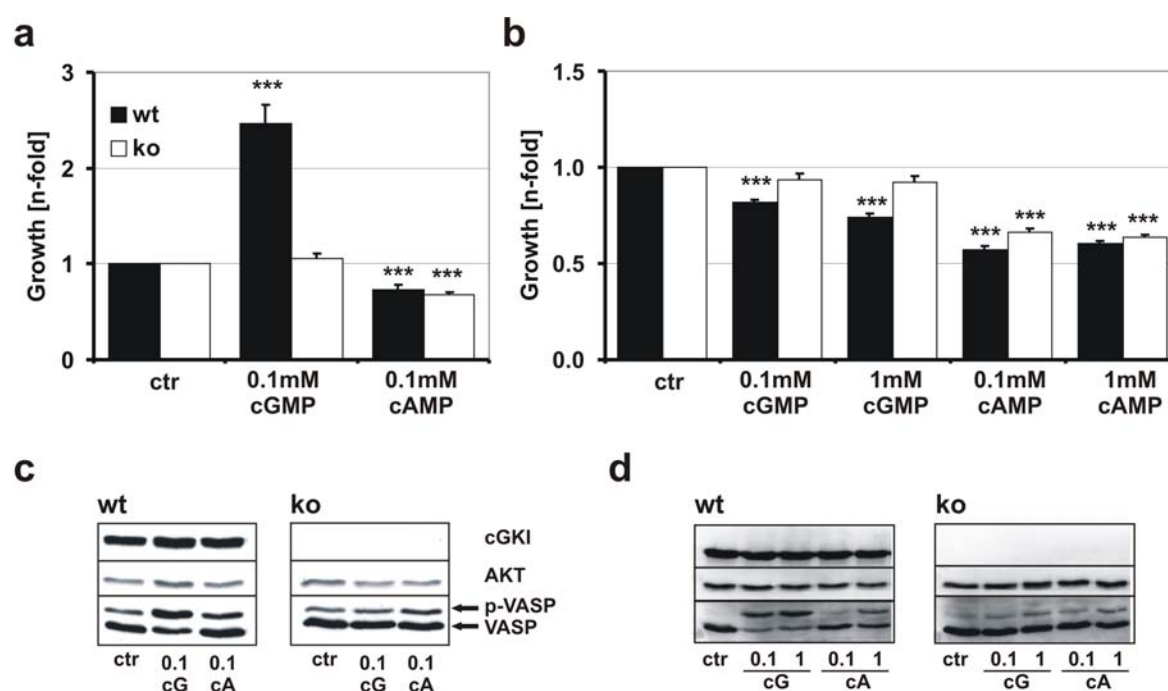 a
3
2
1
0
Growth [n-fold]
wt
ko
***
***
***
ctr
0.1mM
cGMP
0.1mM
cAMP
b
1.5
1.0
0.5
0.0
Growth [n-fold]
***
***
***
***
***
***
ctr
0.1mM
cGMP
1mM
cGMP
0.1mM
cAMP
1mM
cAMP
c
wt
ko
cGKI
AKT
p-VASP
VASP
ctr 0.1 0.1
cG cA
ctr 0.1 0.1
cG cA
d
wt
ko
ctr 0.1 1 0.1 1
cG cA
ctr 0.1 1 0.1 1
cG cA